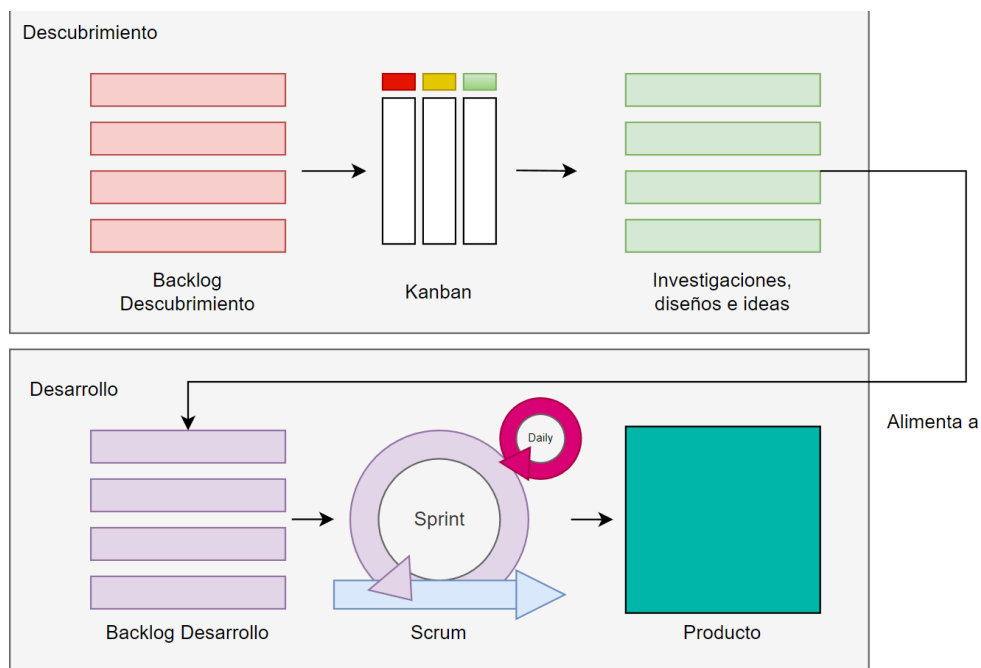 Descubrimiento
Backlog
Descubrimiento
Kanban
Investigaciones,
diseños e ideas
Desarrollo
Alimenta a
Daily
Sprint
Backlog Desarrollo
Scrum
Producto